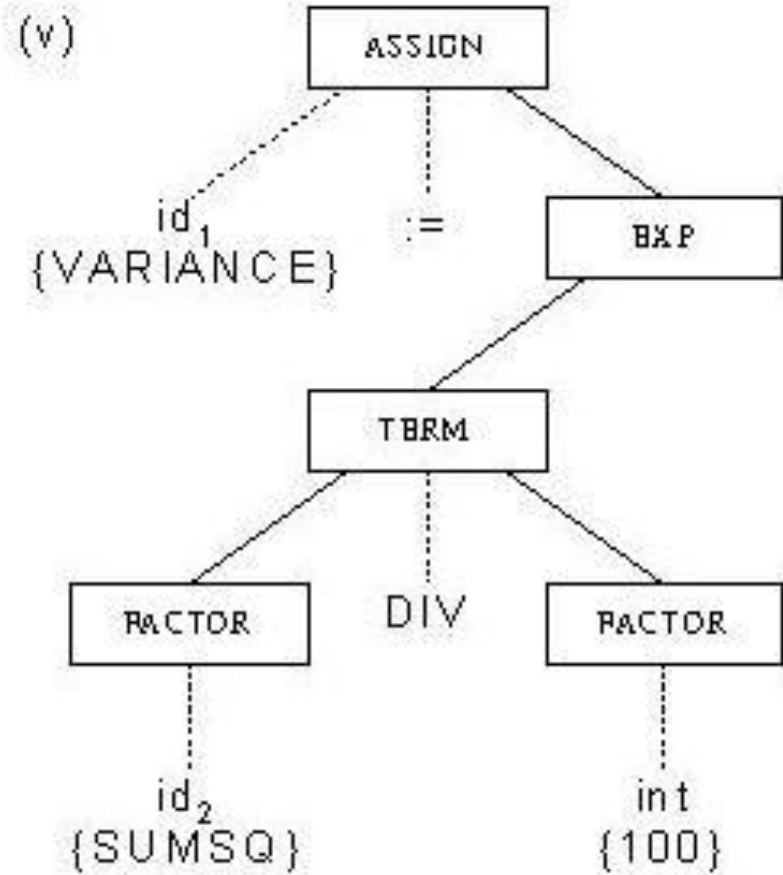 (v)
ASSIGN
id₁
{VARIANCE}
:=
EXP
TERM
FACTOR
DIV
FACTOR
id₂
{SUMSQ}
int
{100}